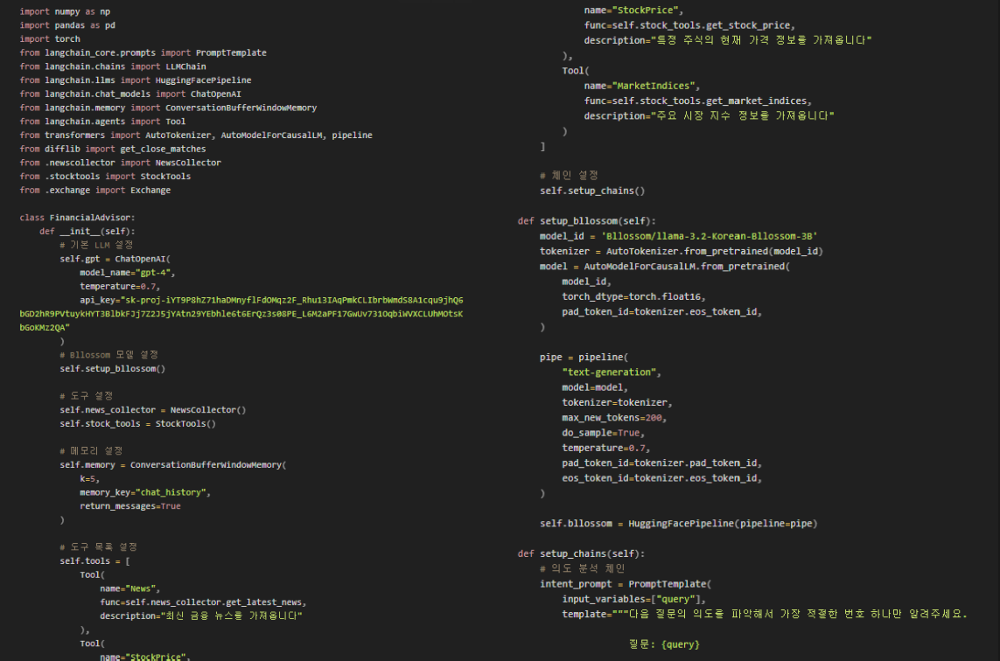 import numpy as np
import pandas as pd
import torch
from langchain_core.prompts import PromptTemplate
from langchain.chains import LLMChain
from langchain.llms import HuggingFacePipeline
from langchain.chat_models import ChatOpenAI
from langchain.memory import ConversationBufferWindowMemory
from langchain.agents import Tool
from transformers import AutoTokenizer, AutoModelForCausalLM, pipeline
from difflib import get_close_matches
from .newscollector import NewsCollector
from .stocktools import StockTools
from .exchange import Exchange
class FinancialAdvisor:
def __init__(self):
# 기본 LLM 설정
self.gpt = ChatOpenAI(
model_name="gpt-4",
temperature=0.7,
api_key="
"
)
# Bllossom 모델 설정
self.setup_bllossom()
# 도구 설정
self.news_collector = NewsCollector()
self.stock_tools = StockTools()
# 메모리 설정
self.memory = ConversationBufferWindowMemory(
k=5,
memory_key="chat_history",
return_messages=True
)
# 도구 목록 설정
self.tools = [
Tool(
name="News",
func=self.news_collector.get_latest_news,
description="최신 금융 뉴스를 가져옵니다"
),
Tool(
name="StockPrice",
name="StockPrice",
func=self.stock_tools.get_stock_price,
description="특정 주식의 현재 가격 정보를 가져옵니다"
),
Tool(
name="MarketIndices",
func=self.stock_tools.get_market_indices,
description="주요 시장 지수 정보를 가져옵니다"
)
]
# 체인 설정
self.setup_chains()
def setup_bllossom(self):
model_id = 'Bllossom/llama-3.2-Korean-Bllossom-3B'
tokenizer = AutoTokenizer.from_pretrained(model_id)
model = AutoModelForCausalLM.from_pretrained(
model_id,
torch_dtype=torch.float16,
pad_token_id=tokenizer.eos_token_id,
)
pipe = pipeline(
"text-generation",
model=model,
tokenizer=tokenizer,
max_new_tokens=200,
do_sample=True,
temperature=0.7,
pad_token_id=tokenizer.pad_token_id,
eos_token_id=tokenizer.eos_token_id,
)
self.bllossom = HuggingFacePipeline(pipeline=pipe)
def setup_chains(self):
# 의도 분석 체인
intent_prompt = PromptTemplate(
input_variables=["query"],
template="""다음 질문의 의도를 파악해서 가장 적절한 번호 하나만 알려주세요.
질문: {query}